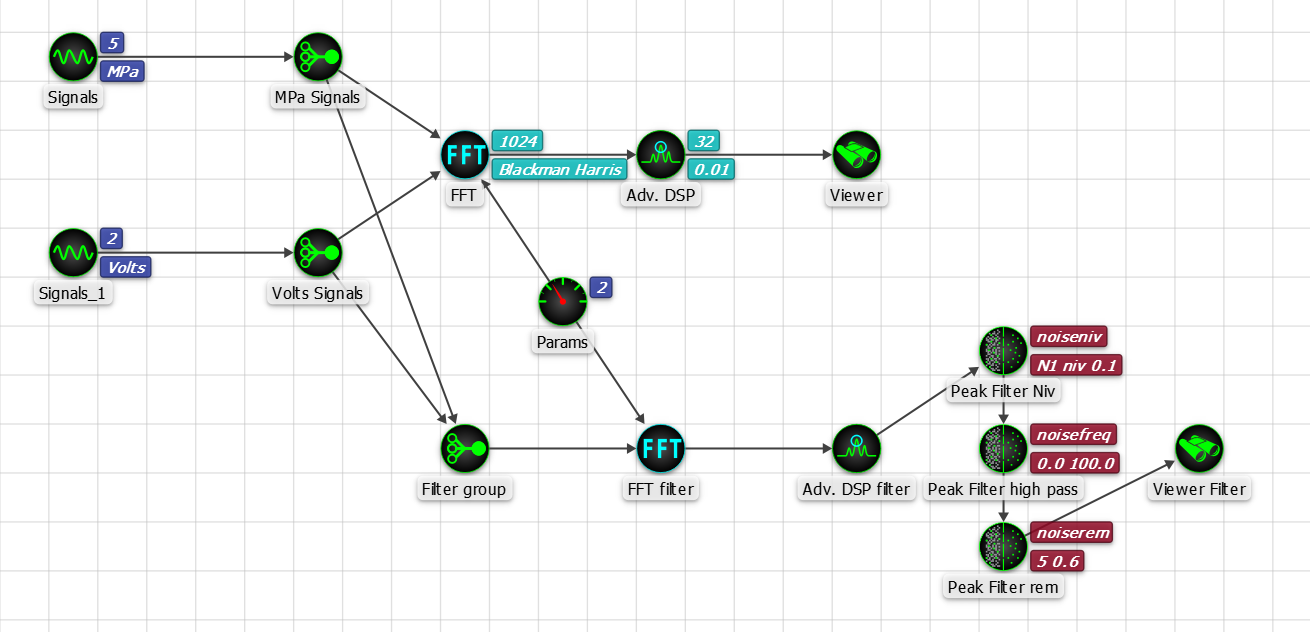 5
MPa
Signals
MPa Signals
FFT
1024
Blackman Harris
FFT
32
0.01
Adv. DSP
Viewer
2
Volts
Signals_1
Volts Signals
2
Params
noiseniv
N1 niv 0.1
Peak Filter Niv
Filter group
FFT
FFT filter
Adv. DSP filter
noisefreq
0.0 100.0
Peak Filter high pass
Viewer Filter
noiserem
5 0.6
Peak Filter rem